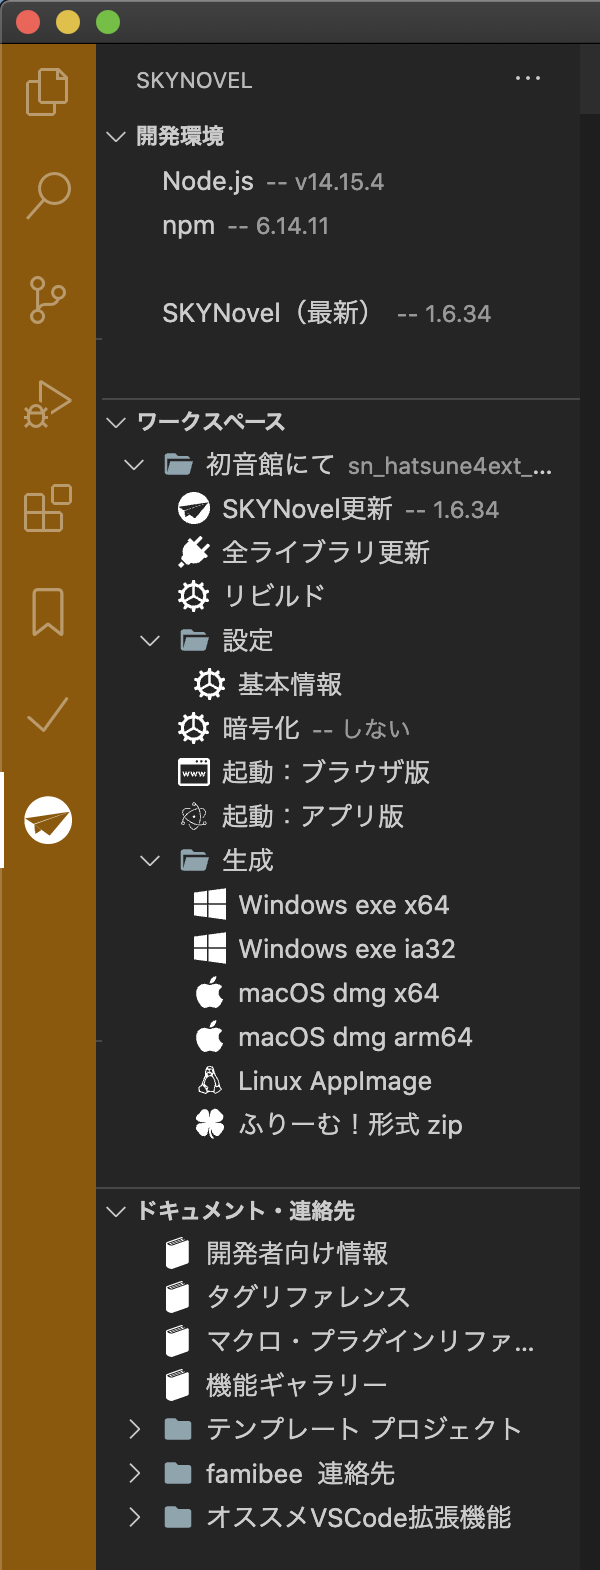 SKYNOVEL
開発環境
Node.js -- v14.15.4
npm -- 6.14.11
SKYNovel（最新） -- 1.6.34
ワークスペース
初音館にて sn_hatsune4ext_...
SKYNovel更新 -- 1.6.34
全ライブラリ更新
リビルド
設定
基本情報
暗号化 -- しない
www
起動：ブラウザ版
起動：アプリ版
生成
Windows exe x64
Windows exe ia32
macOS dmg x64
macOS dmg arm64
Linux AppImage
ふりーむ！形式 zip
ドキュメント・連絡先
開発者向け情報
タグリファレンス
マクロ・プラグインリファ...
機能ギャラリー
テンプレート プロジェクト
famibee 連絡先
オススメVSCode拡張機能